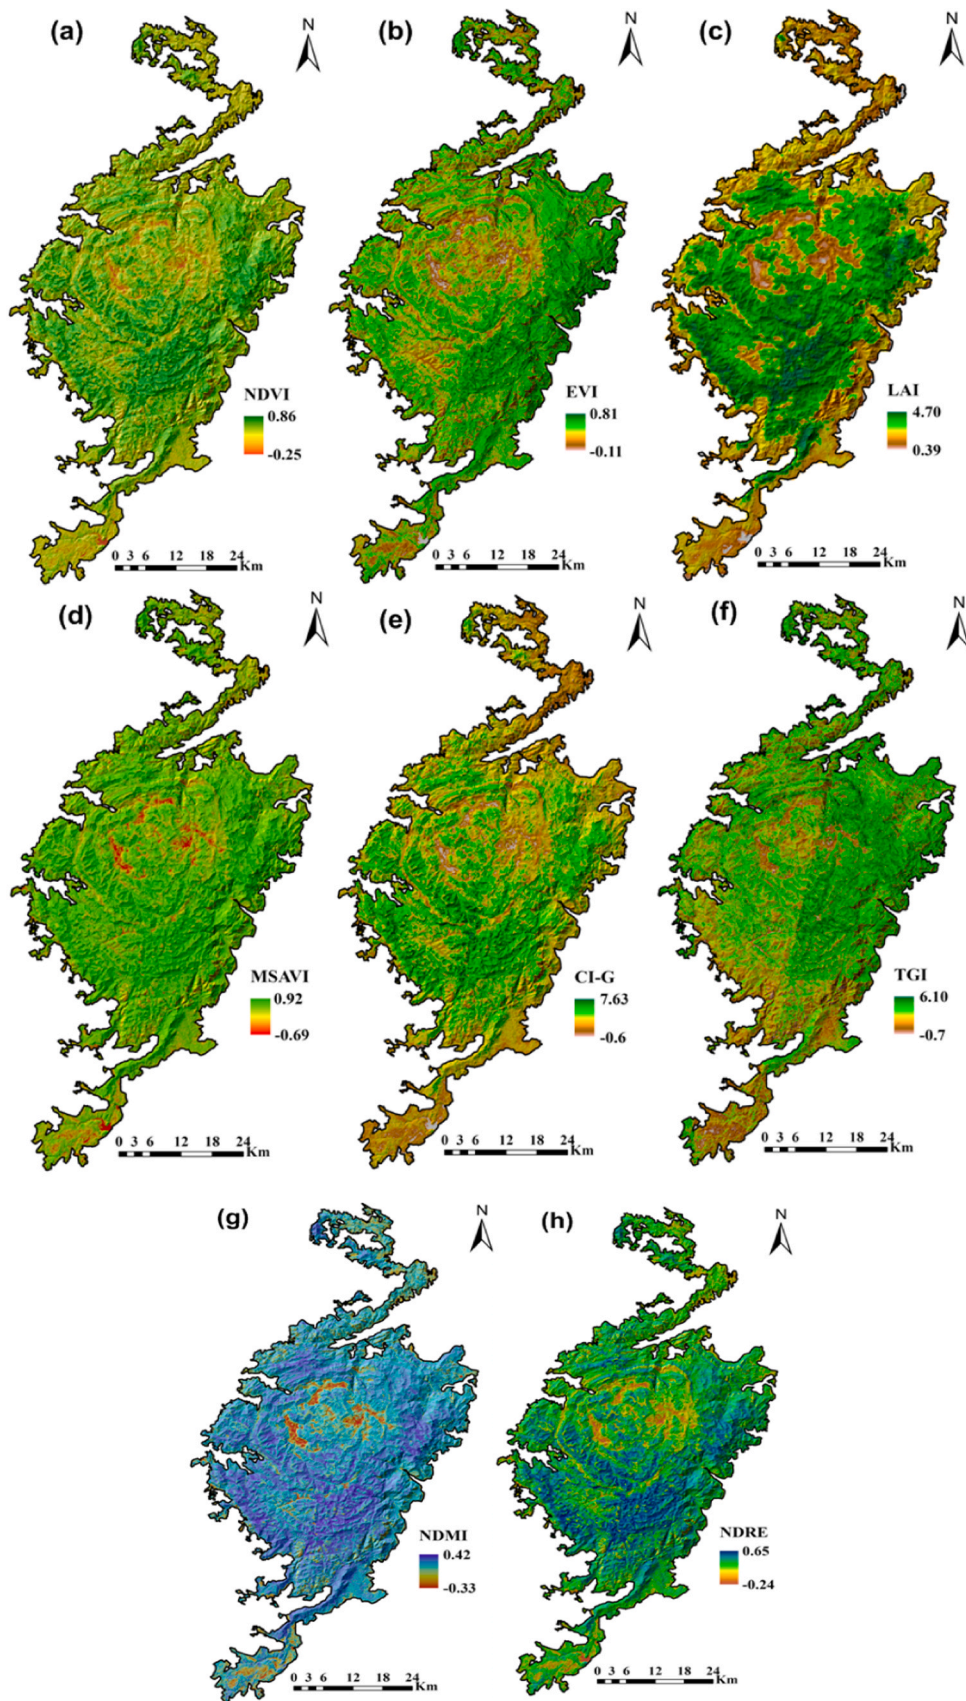 (a)
N
NDVI
0.86
-0.25
0 3 6 12 18 24
Km
(b)
N
EVI
0.81
-0.11
0 3 6 12 18 24
Km
(c)
N
LAI
4.70
0.39
0 3 6 12 18 24
Km
(d)
N
MSAVI
0.92
-0.69
0 3 6 12 18 24
Km
(e)
N
CI-G
7.63
-0.6
0 3 6 12 18 24
Km
(f)
N
TGI
6.10
-0.7
0 3 6 12 18 24
Km
(g)
N
NDMI
0.42
-0.33
0 3 6 12 18 24
Km
(h)
N
NDRE
0.65
-0.24
0 3 6 12 18 24
Km